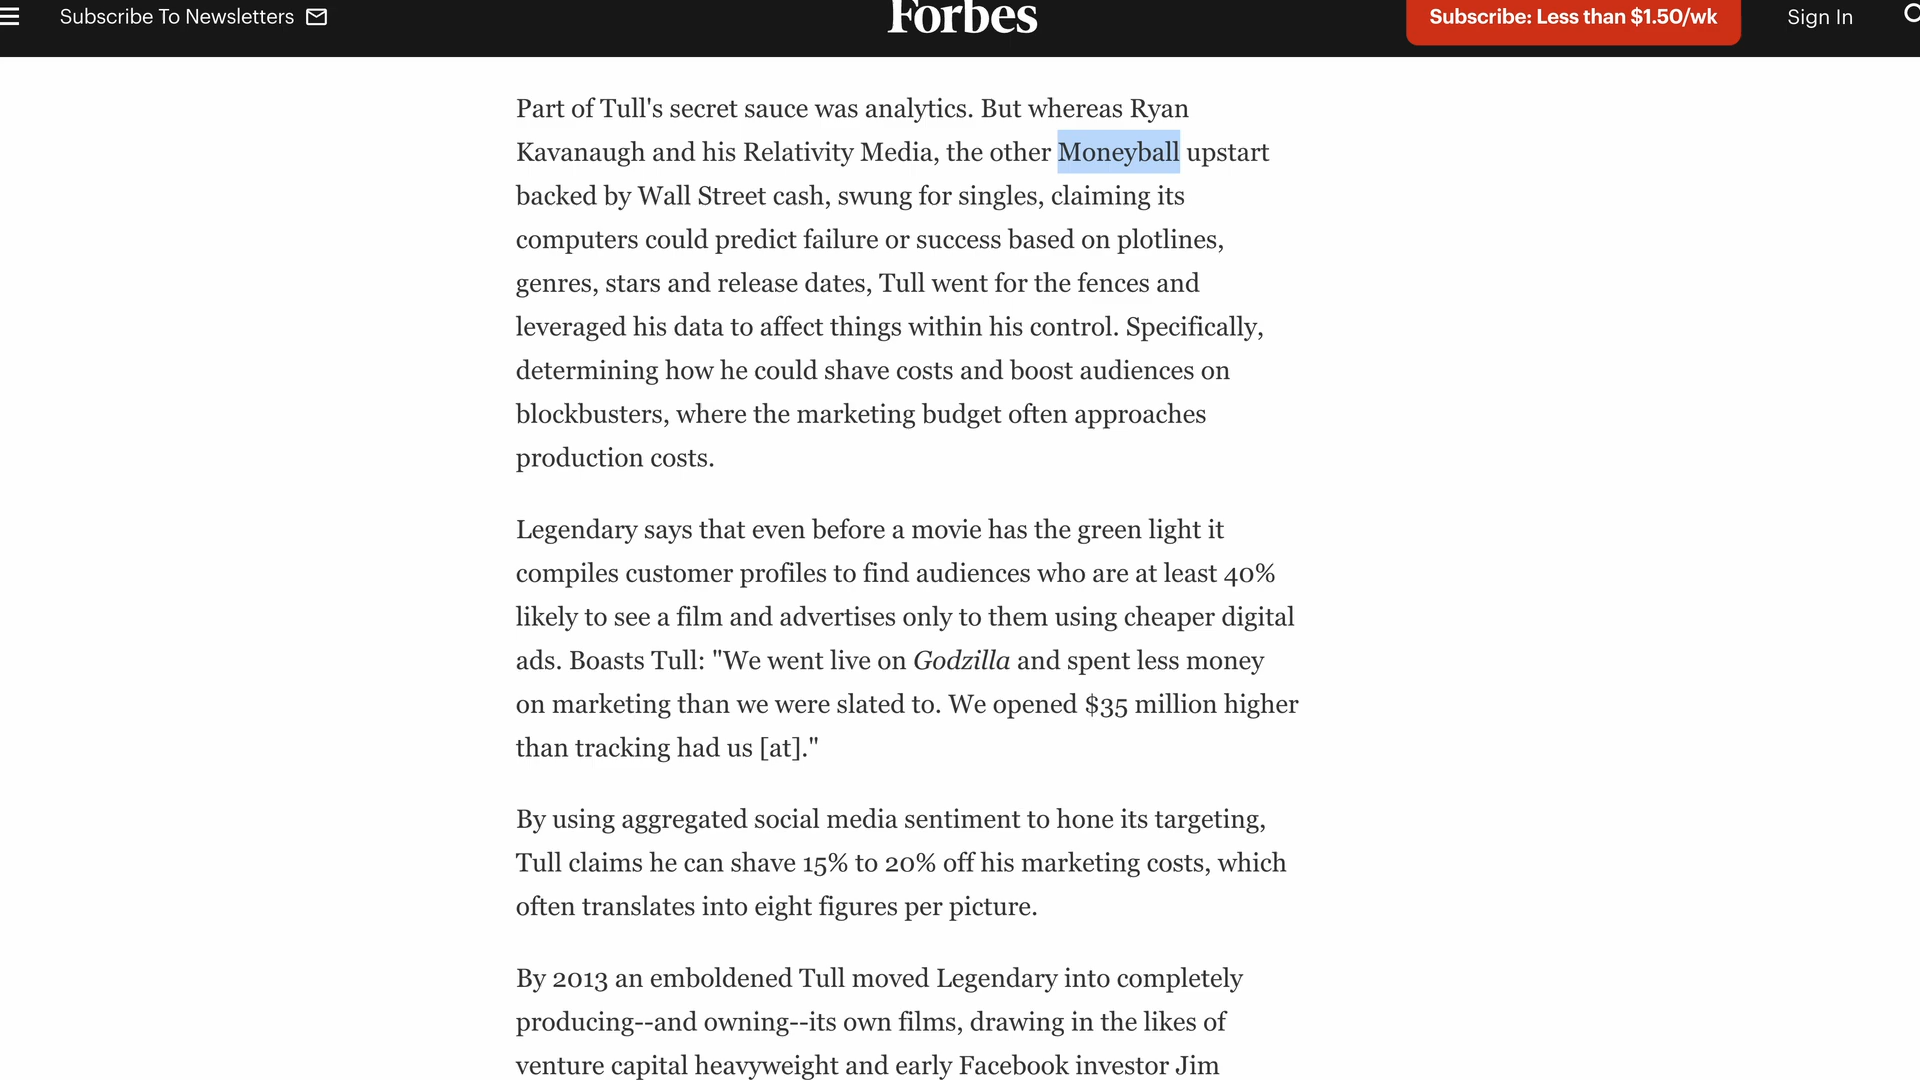 Subscribe To Newsletters
Forbes
Subscribe: Less than $1.50/wk
Sign In
Part of Tull's secret sauce was analytics. But whereas Ryan
Kavanaugh and his Relativity Media, the other Moneyball upstart
backed by Wall Street cash, swung for singles, claiming its
computers could predict failure or success based on plotlines,
genres, stars and release dates, Tull went for the fences and
leveraged his data to affect things within his control. Specifically,
determining how he could shave costs and boost audiences on
blockbusters, where the marketing budget often approaches
production costs.
Legendary says that even before a movie has the green light it
compiles customer profiles to find audiences who are at least 40%
likely to see a film and advertises only to them using cheaper digital
ads. Boasts Tull: "We went live on Godzilla and spent less money
on marketing than we were slated to. We opened $35 million higher
than tracking had us [at]."
By using aggregated social media sentiment to hone its targeting,
Tull claims he can shave 15% to 20% off his marketing costs, which
often translates into eight figures per picture.
By 2013 an emboldened Tull moved Legendary into completely
producing--and owning--its own films, drawing in the likes of
venture capital heavyweight and early Facebook investor Jim